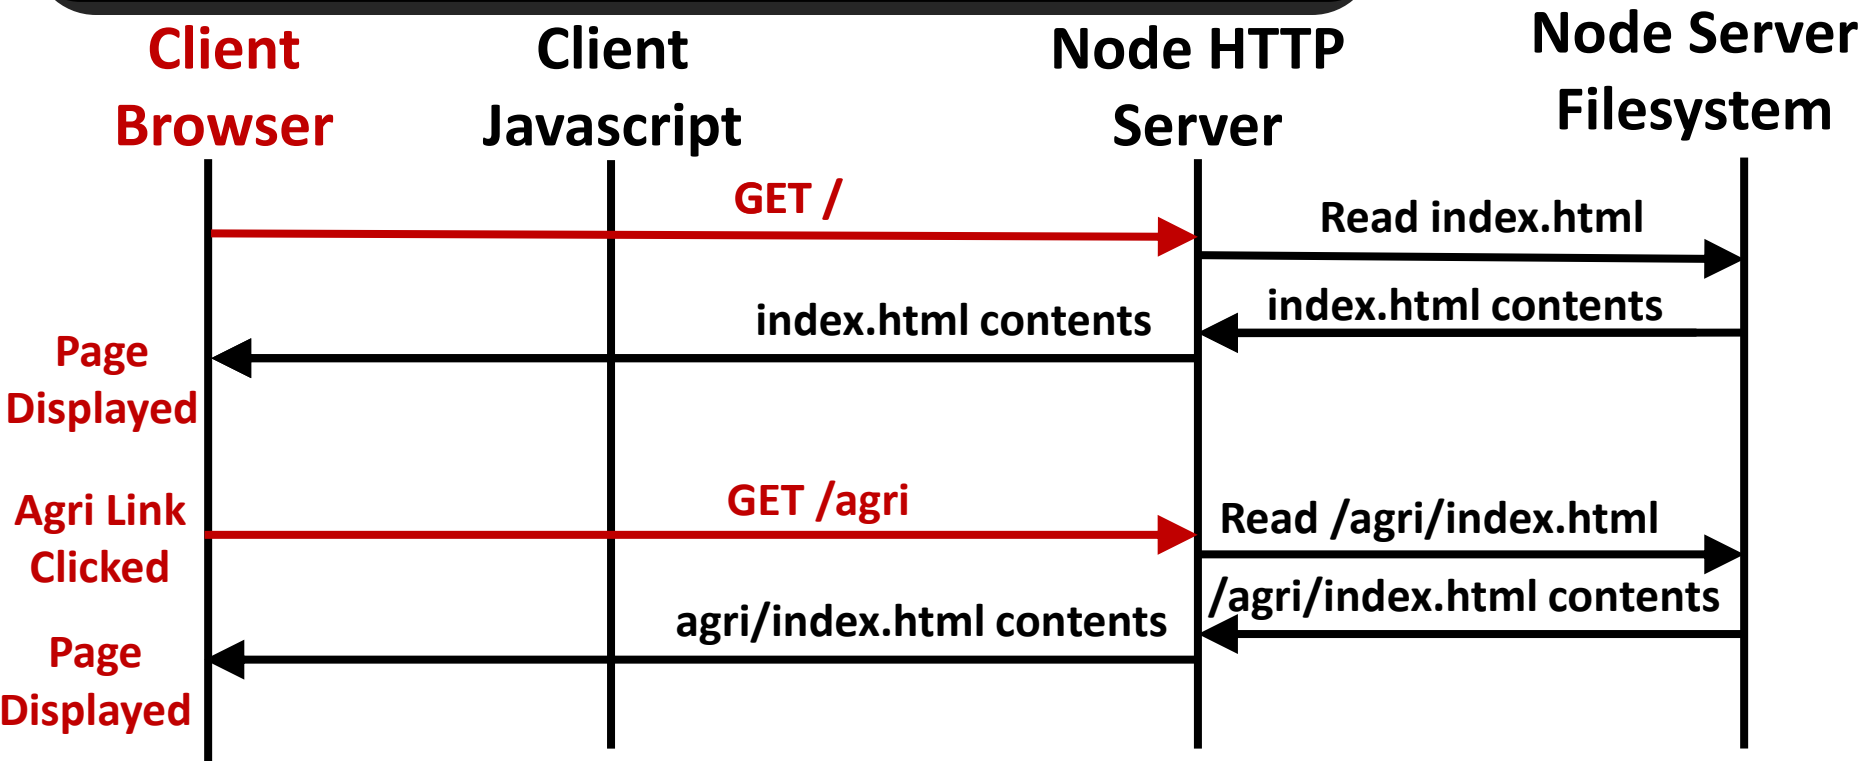 Client
Browser
Client
Javascript
Node HTTP
Server
Node Server
Filesystem
GET /
Read index.html
index.html contents
index.html contents
Page
Displayed
Agri Link
Clicked
GET /agri
Read /agri/index.html
/agri/index.html contents
agri/index.html contents
Page
Displayed